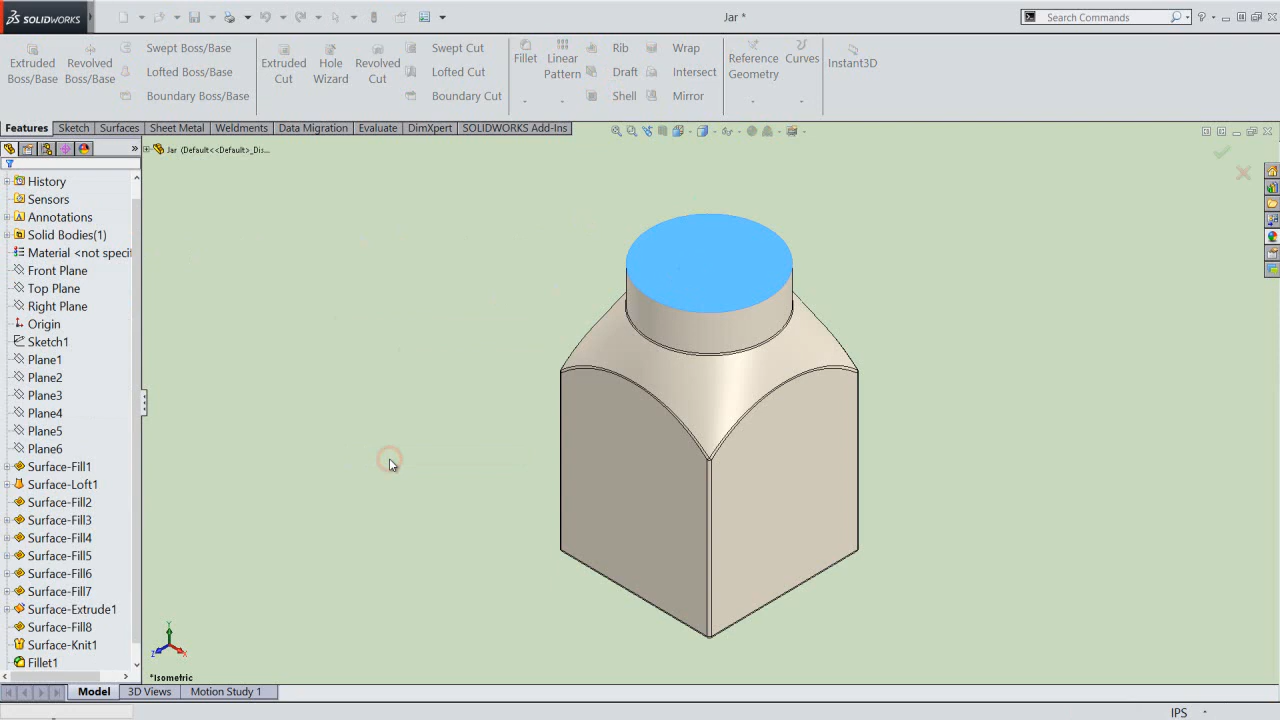 SOLIDWORKS
Jar *
Search Commands
Extruded Boss/Base
Revolved Boss/Base
Swept Boss/Base
Lofted Boss/Base
Boundary Boss/Base
Extruded Cut
Hole Wizard
Revolved Cut
Swept Cut
Lofted Cut
Boundary Cut
Fillet
Linear Pattern
Rib
Draft
Shell
Wrap
Intersect
Mirror
Reference Geometry
Curves
Instant3D
Features
Sketch
Surfaces
Sheet Metal
Weldments
Data Migration
Evaluate
DimXpert
SOLIDWORKS Add-Ins
Jar (Default<<Default>_Dis...
History
Sensors
Annotations
Solid Bodies(1)
Material <not specif
Front Plane
Top Plane
Right Plane
Origin
Sketch1
Plane1
Plane2
Plane3
Plane4
Plane5
Plane6
Surface-Fill1
Surface-Loft1
Surface-Fill2
Surface-Fill3
Surface-Fill4
Surface-Fill5
Surface-Fill6
Surface-Fill7
Surface-Extrude1
Surface-Fill8
Surface-Knit1
Fillet1
Y
Z
X
*Isometric
Model
3D Views
Motion Study 1
IPS